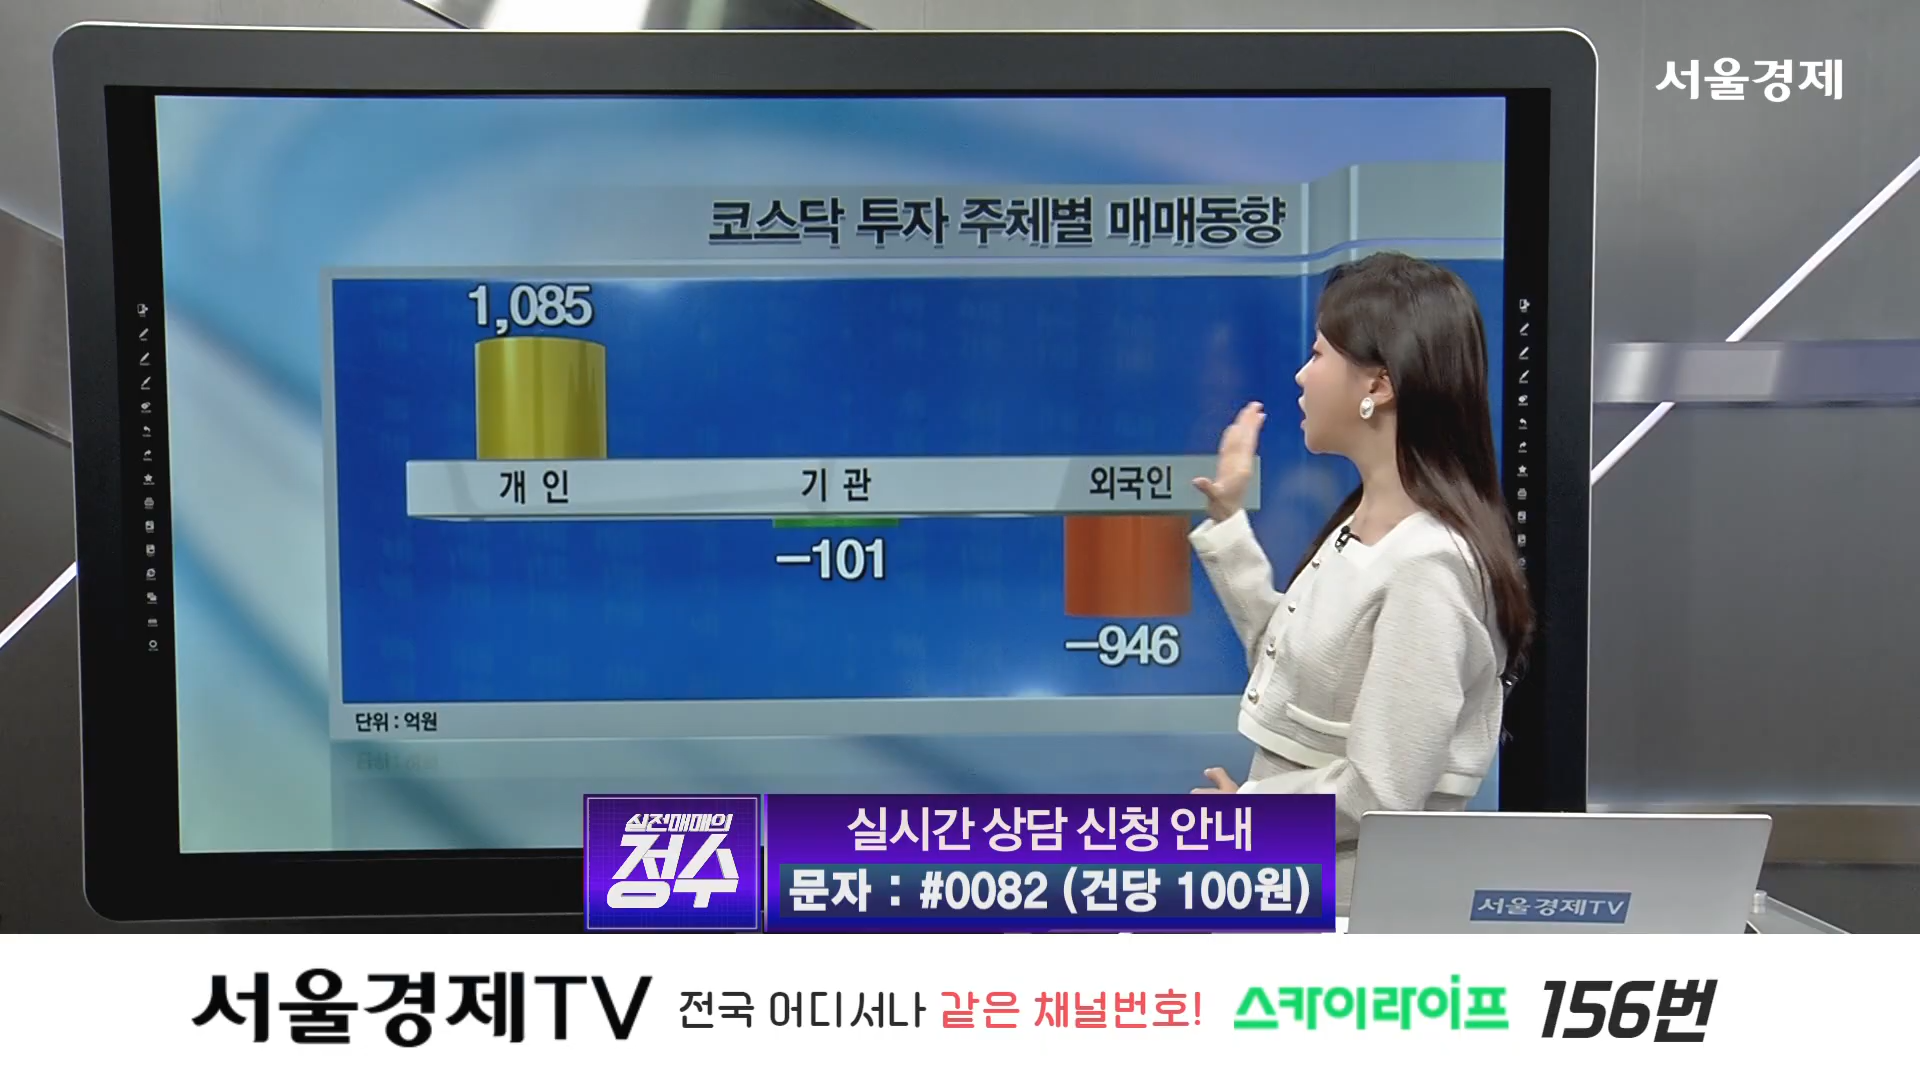 서울경제
코스닥 투자 주체별 매매동향
1,085
개인 기관 외국인
-101
-946
단위 : 억원
실전매매의
정수
실시간 상담 신청 안내
문자 : #0082 (건당 100원)
서울경제TV
서울경제TV 전국 어디서나 같은 채널번호! 스카이라이프 156번